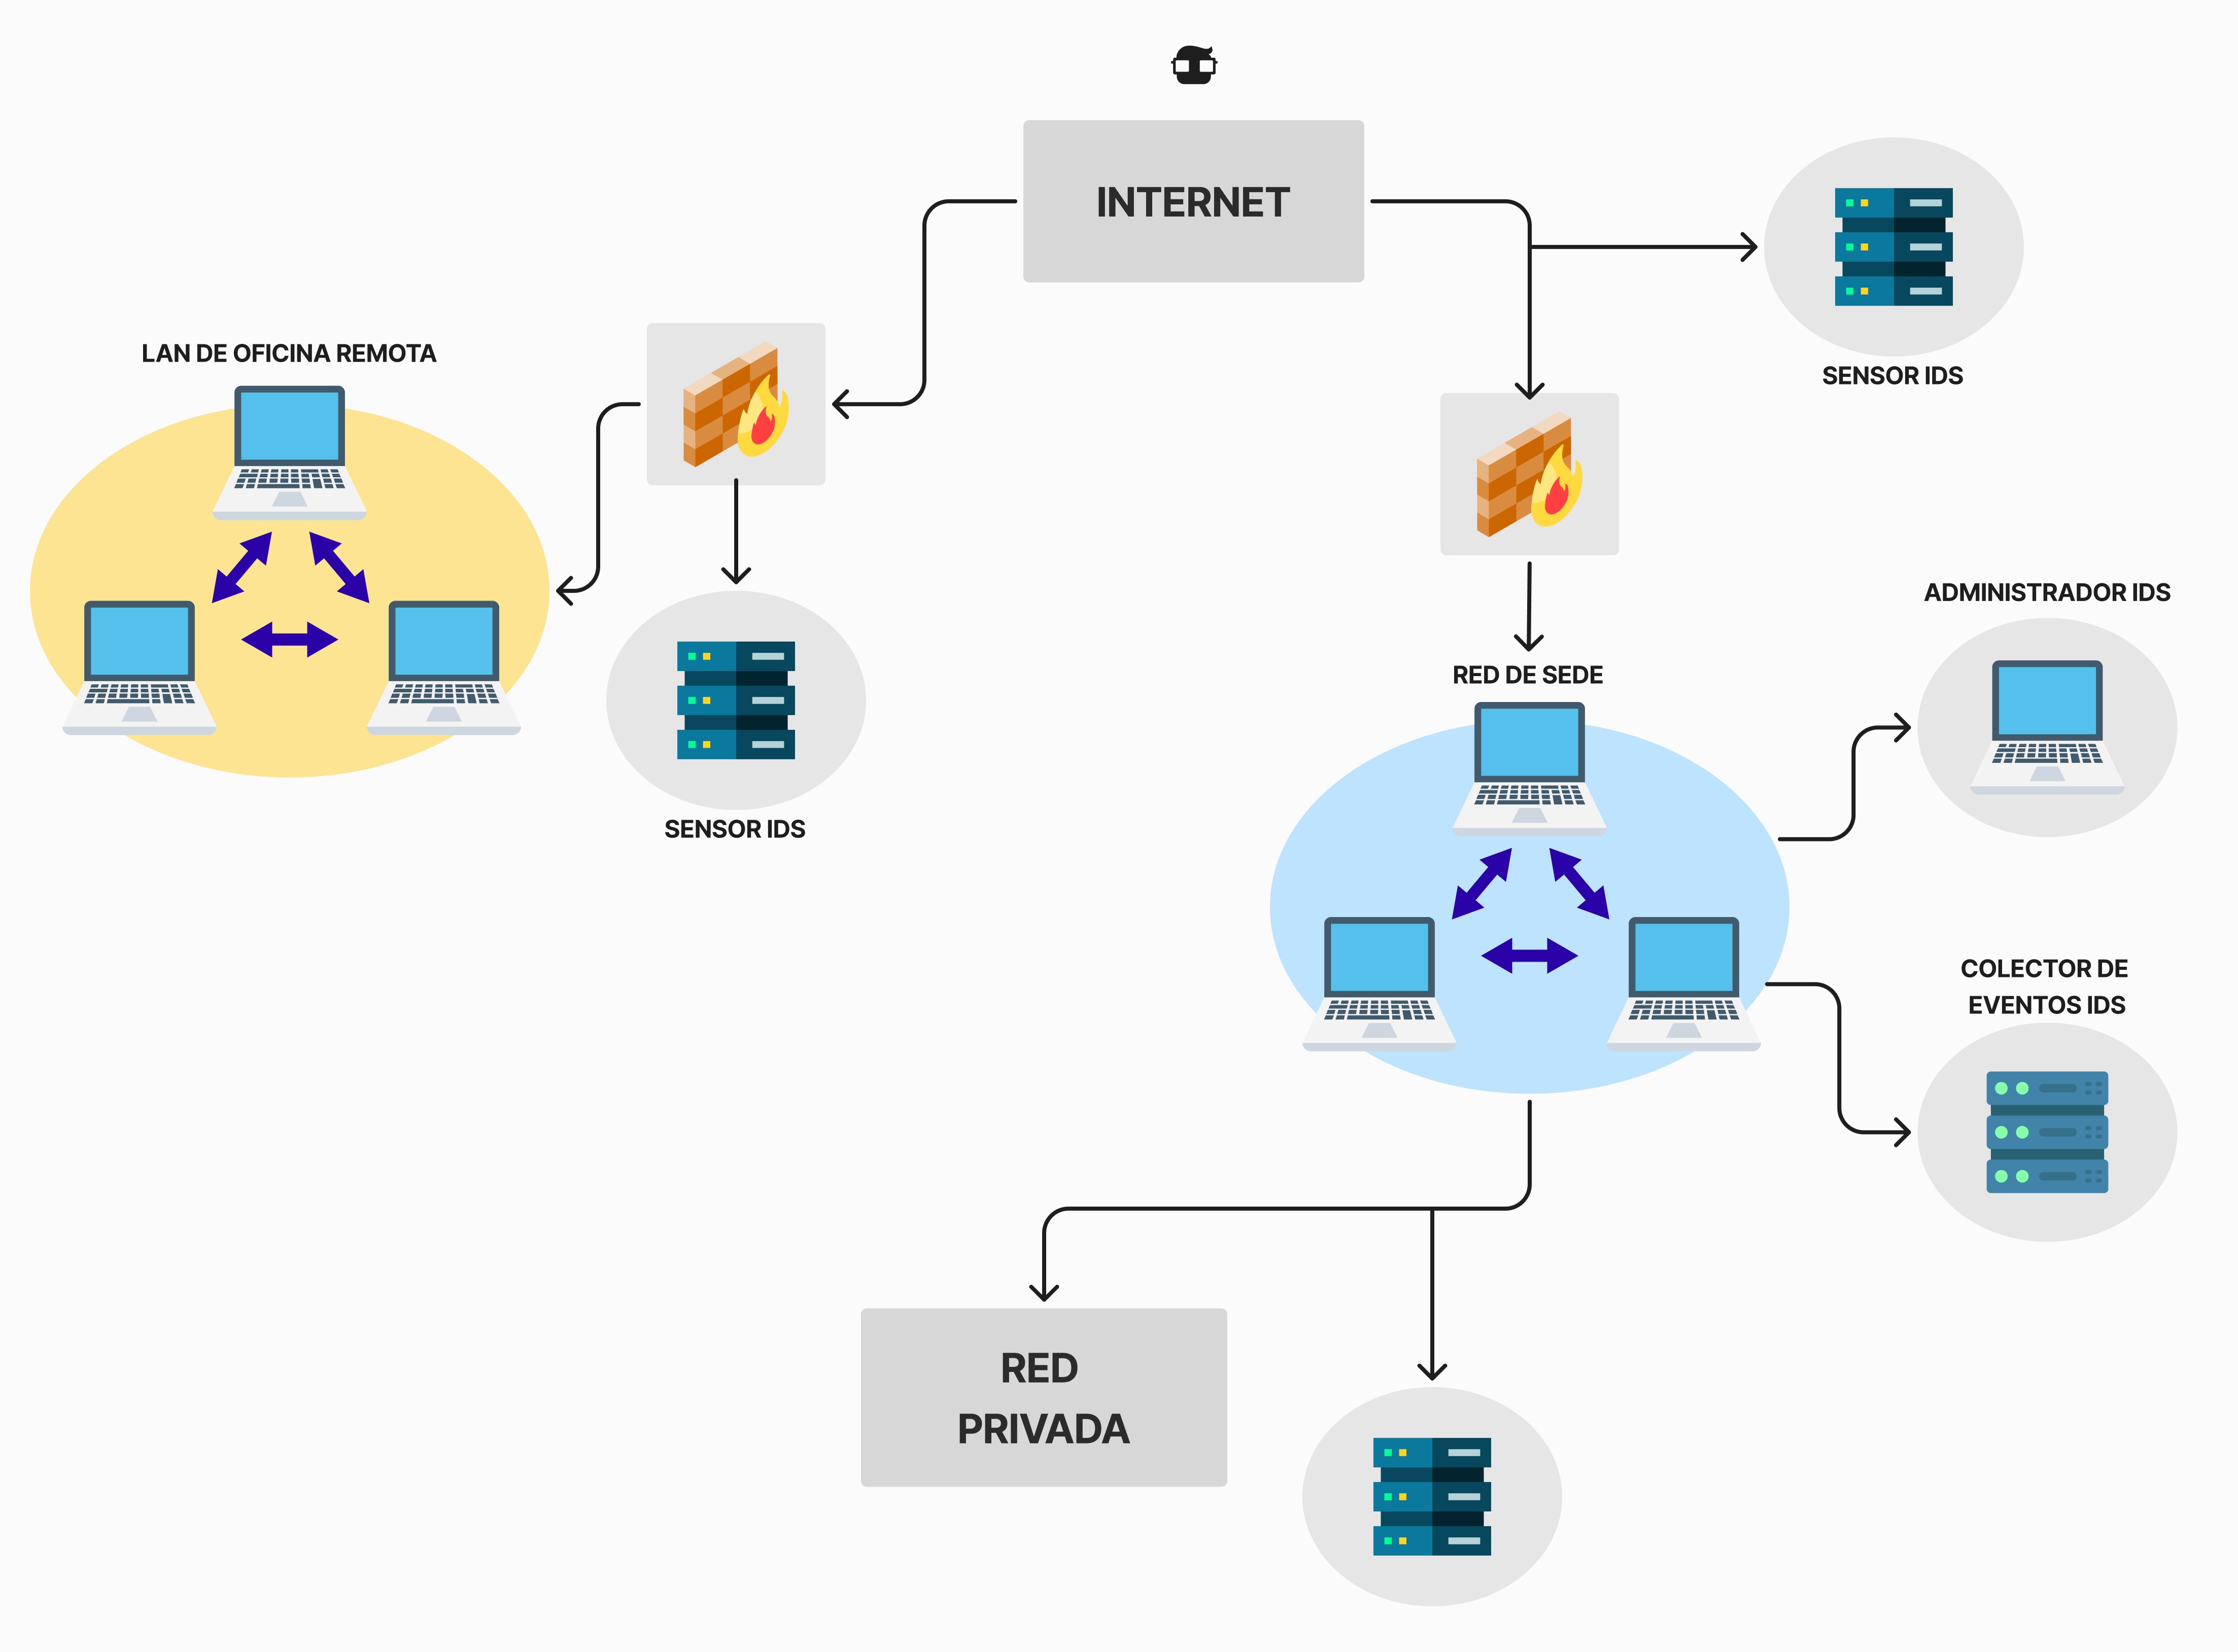 INTERNET
LAN DE OFICINA REMOTA
SENSOR IDS
SENSOR IDS
RED DE SEDE
ADMINISTRADOR IDS
COLECTOR DE
EVENTOS IDS
RED
PRIVADA